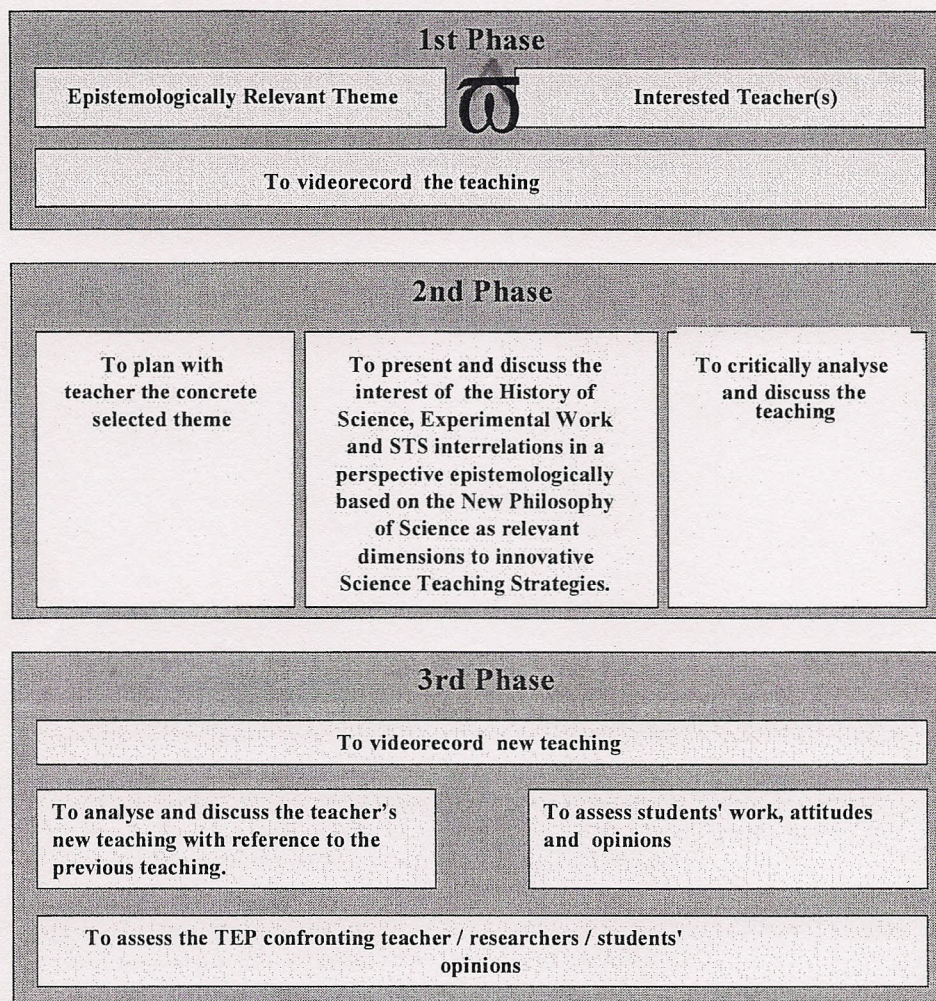 1st Phase
Epistemologically Relevant Theme
ϖ
Interested Teacher(s)
To videorecord the teaching
2nd Phase
To plan with
teacher the concrete
selected theme
To present and discuss the
interest of the History of
Science, Experimental Work
and STS interrelations in a
perspective epistemologically
based on the New Philosophy
of Science as relevant
dimensions to innovative
Science Teaching Strategies.
To critically analyse
and discuss the
teaching
3rd Phase
To videorecord new teaching
To analyse and discuss the teacher's
new teaching with reference to the
previous teaching.
To assess students' work, attitudes
and opinions
To assess the TEP confronting teacher / researchers / students'
opinions